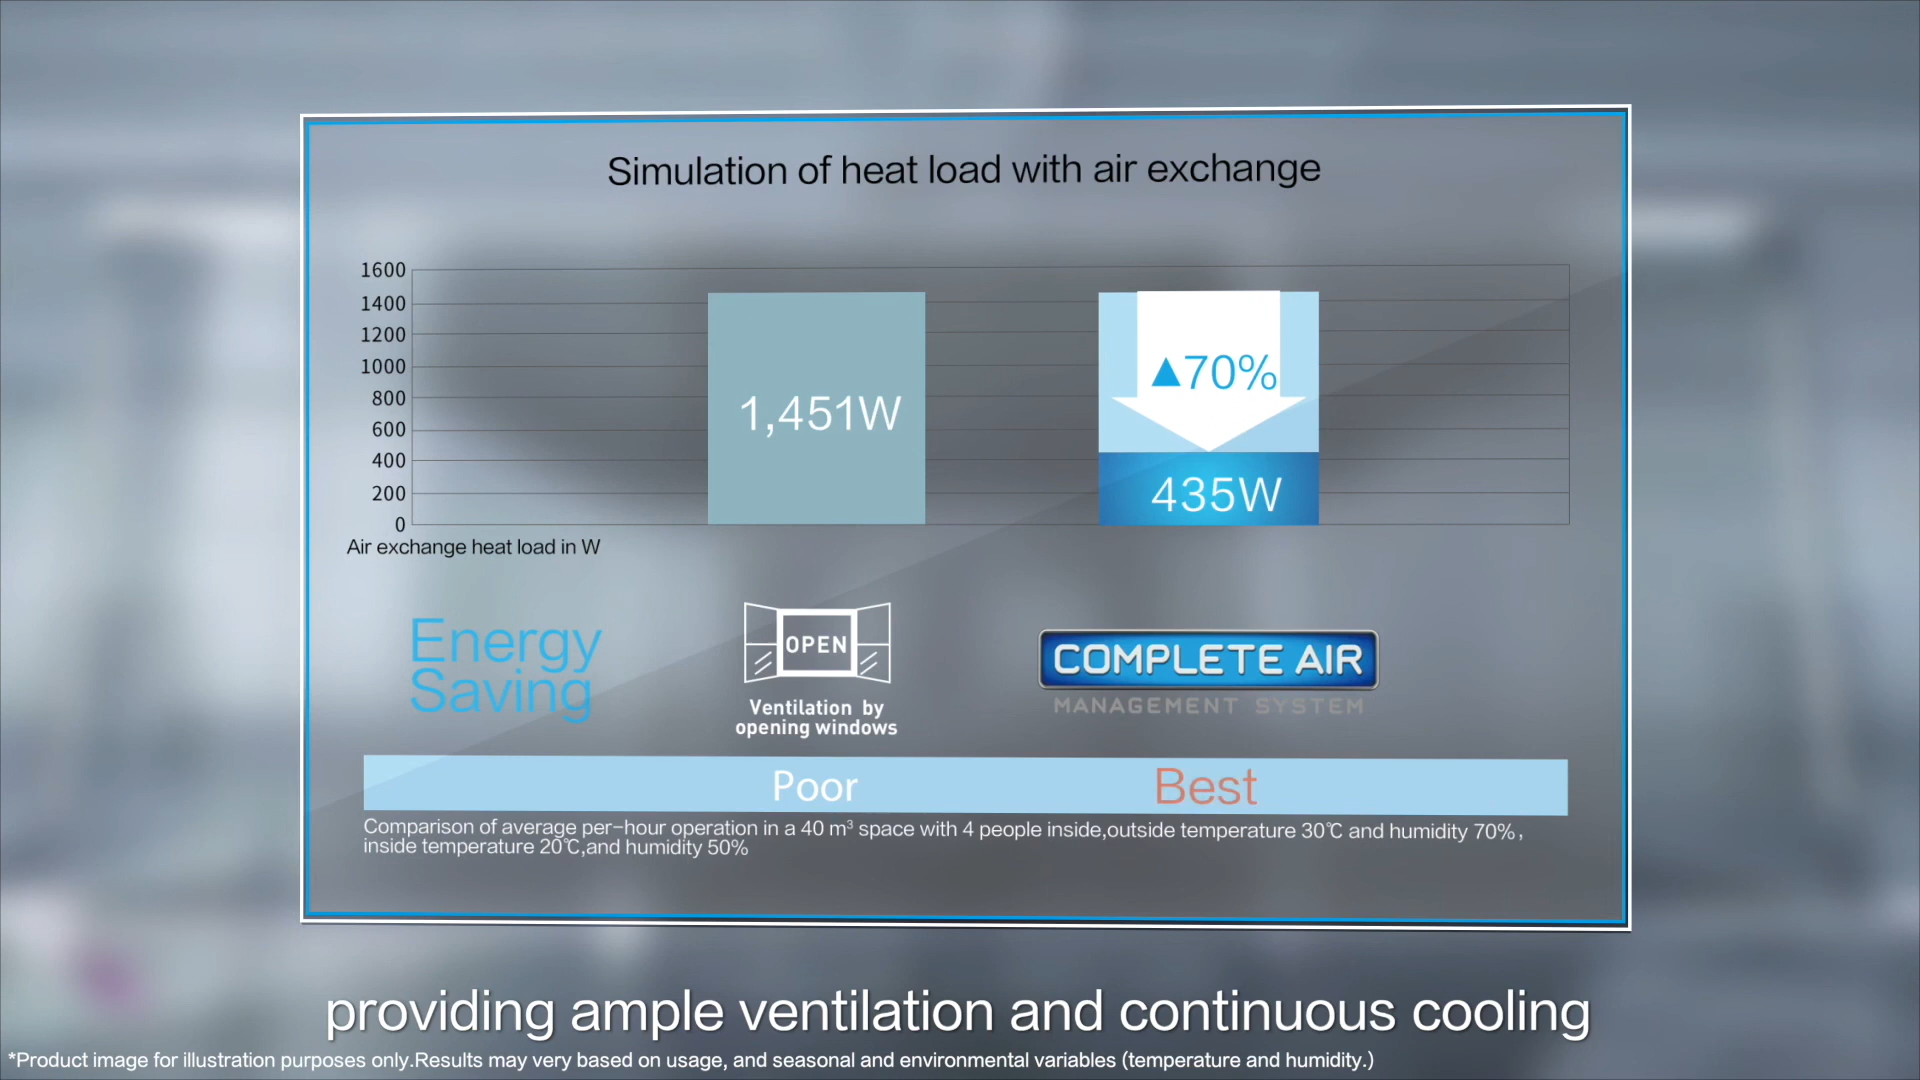 Simulation of heat load with air exchange
1600
1400
1200
1000
800
600
400
200
0
Air exchange heat load in W
1,451W
▲70%
435W
Energy
Saving
OPEN
Ventilation by
opening windows
COMPLETE AIR
MANAGEMENT SYSTEM
Poor
Best
Comparison of average per-hour operation in a 40 m³ space with 4 people inside,outside temperature 30℃ and humidity 70%,
inside temperature 20℃,and humidity 50%
providing ample ventilation and continuous cooling
*Product image for illustration purposes only.Results may very based on usage, and seasonal and environmental variables (temperature and humidity.)